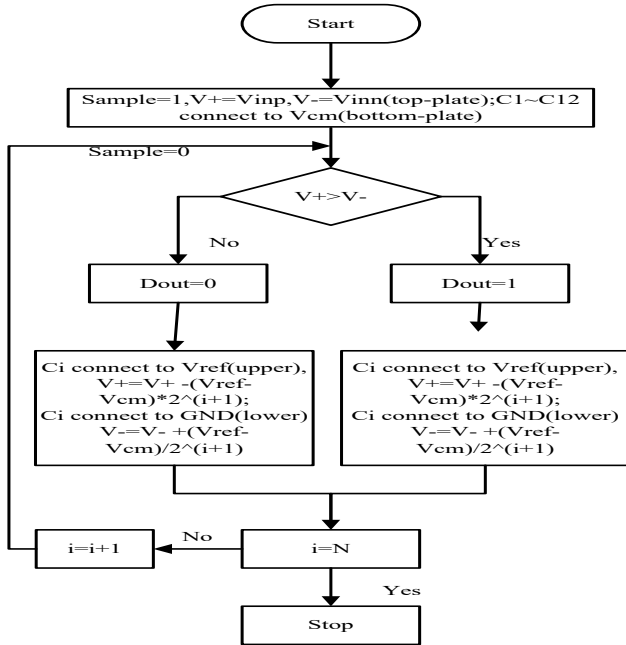 Start
Sample=1,V+=Vinp,V-=Vinn(top-plate);C1~C12
connect to Vcm(bottom-plate)
Sample=0
V+>V-
No
Yes
Dout=0
Dout=1
Ci connect to Vref(upper),
V+=V+ -(Vref-
Vcm)*2^(i+1);
Ci connect to GND(lower)
V-=V- +(Vref-
Vcm)/2^(i+1)
Ci connect to Vref(upper),
V+=V+ -(Vref-
Vcm)*2^(i+1);
Ci connect to GND(lower)
V-=V- +(Vref-
Vcm)/2^(i+1)
i=i+1
No
i=N
Yes
Stop